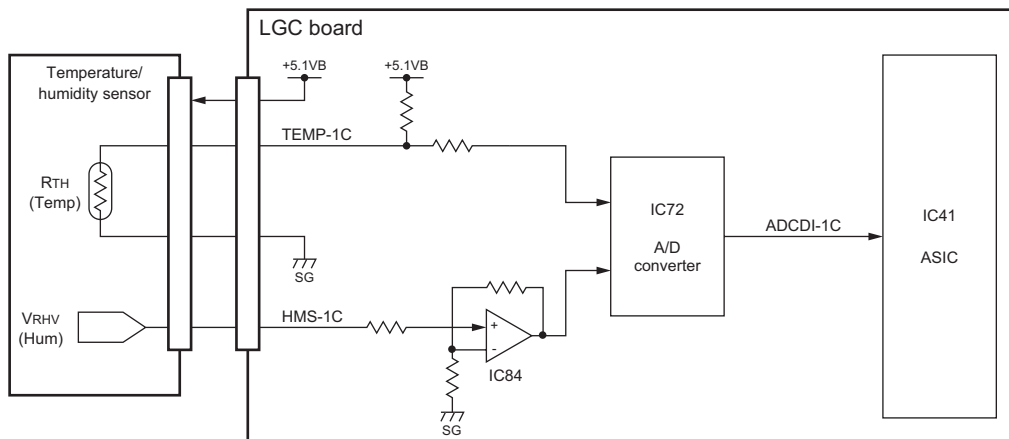 LGC board
Temperature/
humidity sensor
+5.1VB
+5.1VB
TEMP-1C
RTH
(Temp)
SG
IC72
A/D
converter
ADCDI-1C
IC41
ASIC
VRHV
(Hum)
HMS-1C
+
-
IC84
SG